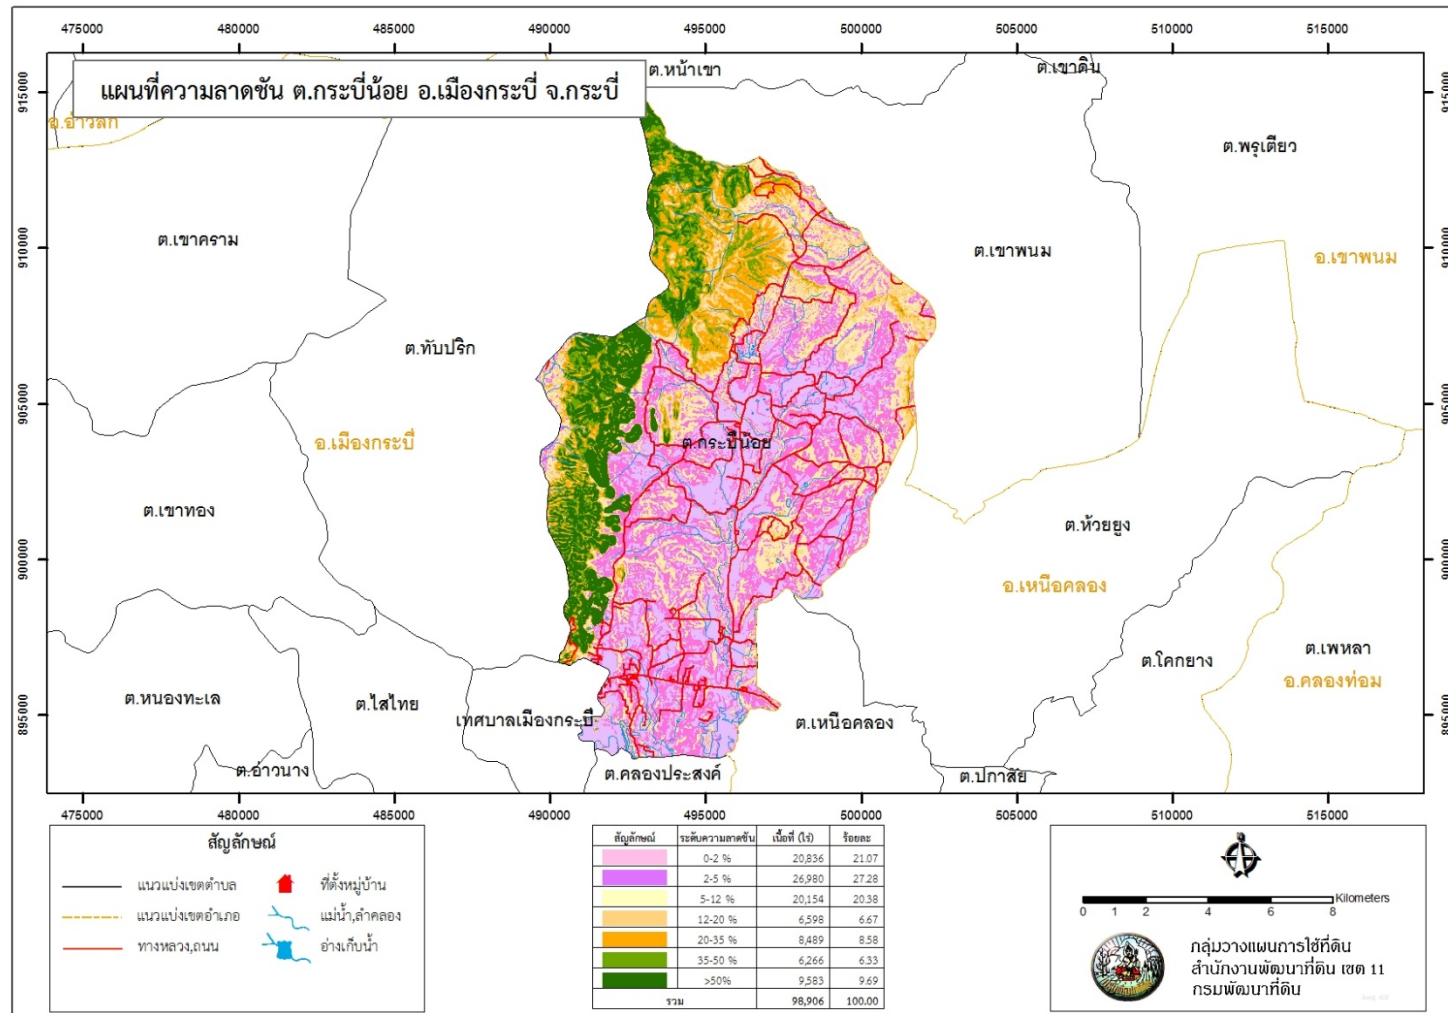 475000 480000 485000 490000 495000 500000 505000 510000 515000
แผนที่ความลาดชัน ต.กระบี่น้อย อ.เมืองกระบี่ จ.กระบี่
ต.หน้าเขา
ต.เขาดิน
915000
915000
อ.อ่าวลึก
ต.พรุเตียว
ต.เขาคราม
ต.เขาพนม
อ.เขาพนม
910000
910000
ต.ทับปริก
905000
905000
อ.เมืองกระบี่
ต.กระบี่น้อย
ต.เขาทอง
ต.ห้วยยูง
900000
900000
อ.เหนือคลอง
ต.หนองทะเล
ต.ไสไทย
เทศบาลเมืองกระบี่
ต.เหนือคลอง
ต.โคกยาง
ต.เพหลา
อ.คลองท่อม
895000
895000
ต.อ่าวนาง
ต.คลองประสงค์
ต.ปกาสัย
475000 480000 485000 490000 495000 500000 505000 510000 515000
สัญลักษณ์
แนวแบ่งเขตตำบล
ที่ตั้งหมู่บ้าน
แนวแบ่งเขตอำเภอ
แม่น้ำ,ลำคลอง
ทางหลวง,ถนน
อ่างเก็บน้ำ
สัญลักษณ์ ระดับความลาดชัน เนื้อที่ (ไร่) ร้อยละ
0-2 % 20,836 21.07
2-5 % 26,980 27.28
5-12 % 20,154 20.38
12-20 % 6,598 6.67
20-35 % 8,489 8.58
35-50 % 6,266 6.33
>50% 9,583 9.69
รวม 98,906 100.00
Kilometers
0 1 2 4 6 8
กลุ่มวางแผนการใช้ที่ดิน
สำนักงานพัฒนาที่ดิน เขต 11
กรมพัฒนาที่ดิน